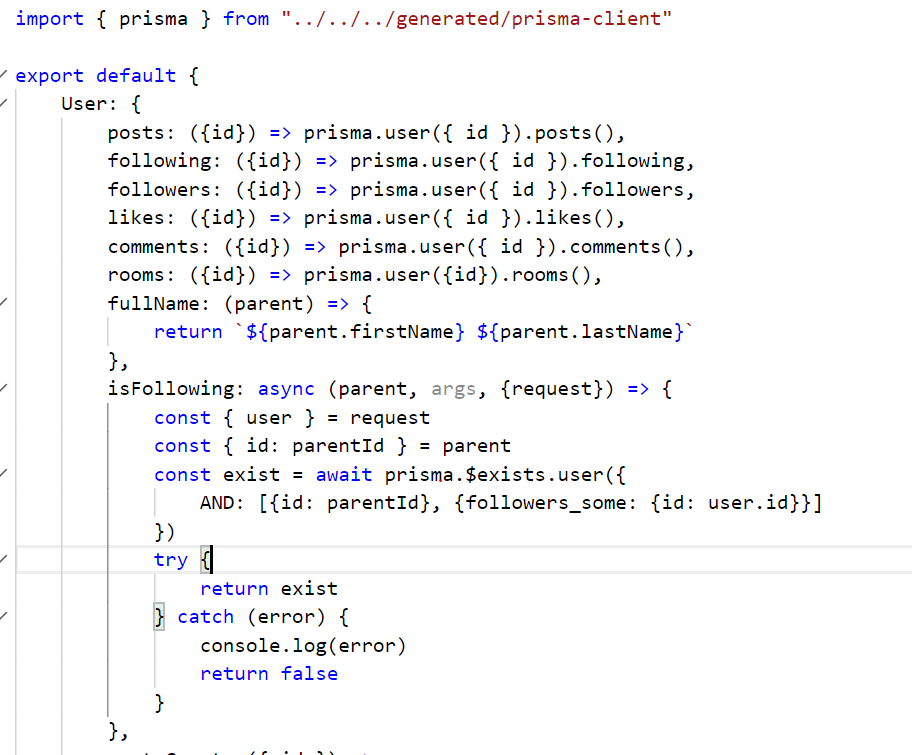 import { prisma } from "../../../generated/prisma-client"
export default {
User: {
posts: ({id}) => prisma.user({ id }).posts(),
following: ({id}) => prisma.user({ id }).following,
followers: ({id}) => prisma.user({ id }).followers,
likes: ({id}) => prisma.user({ id }).likes(),
comments: ({id}) => prisma.user({ id }).comments(),
rooms: ({id}) => prisma.user({id}).rooms(),
fullName: (parent) => {
return `${parent.firstName} ${parent.lastName}`
},
isFollowing: async (parent, args, {request}) => {
const { user } = request
const { id: parentId } = parent
const exist = await prisma.$exists.user({
AND: [{id: parentId}, {followers_some: {id: user.id}}]
})
try {
return exist
} catch (error) {
console.log(error)
return false
}
},